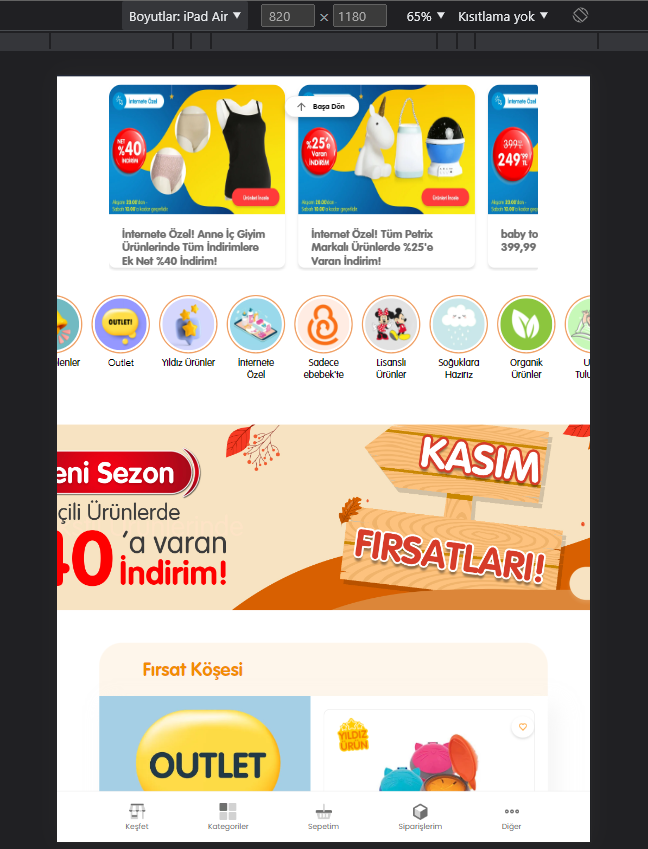 Boyutlar: iPad Air
820
×
1180
65%
Kısıtlama yok
İnternete Özel
NET
%40
İNDİRİM
Ürünleri İncele
Başa Dön
İnternete Özel
%25'e
Varan
İNDİRİM
Ürünleri İncele
İnternete Özel
399,99
249,99
TL
İnternete Özel! Anne İç Giyim
Ürünlerinde Tüm İndirimlere
Ek Net %40 İndirim!
İnternet Özel! Tüm Petrix
Markalı Ürünlerde %25'e
Varan İndirim!
baby to
399,99
lenler
OUTLET!
Outlet
Yıldız Ürünler
İnternete
Özel
Sadece
ebebek'te
Lisanslı
Ürünler
Soğuklara
Hazırız
Organik
Ürünler
U
Tulu
eni Sezon
çili Ürünlerde
40 'a varan
İndirim!
KASIM
FIRSATLARI!
Fırsat Köşesi
OUTLET
YILDIZ
ÜRÜN
Keşfet
Kategoriler
Sepetim
Siparişlerim
Diğer